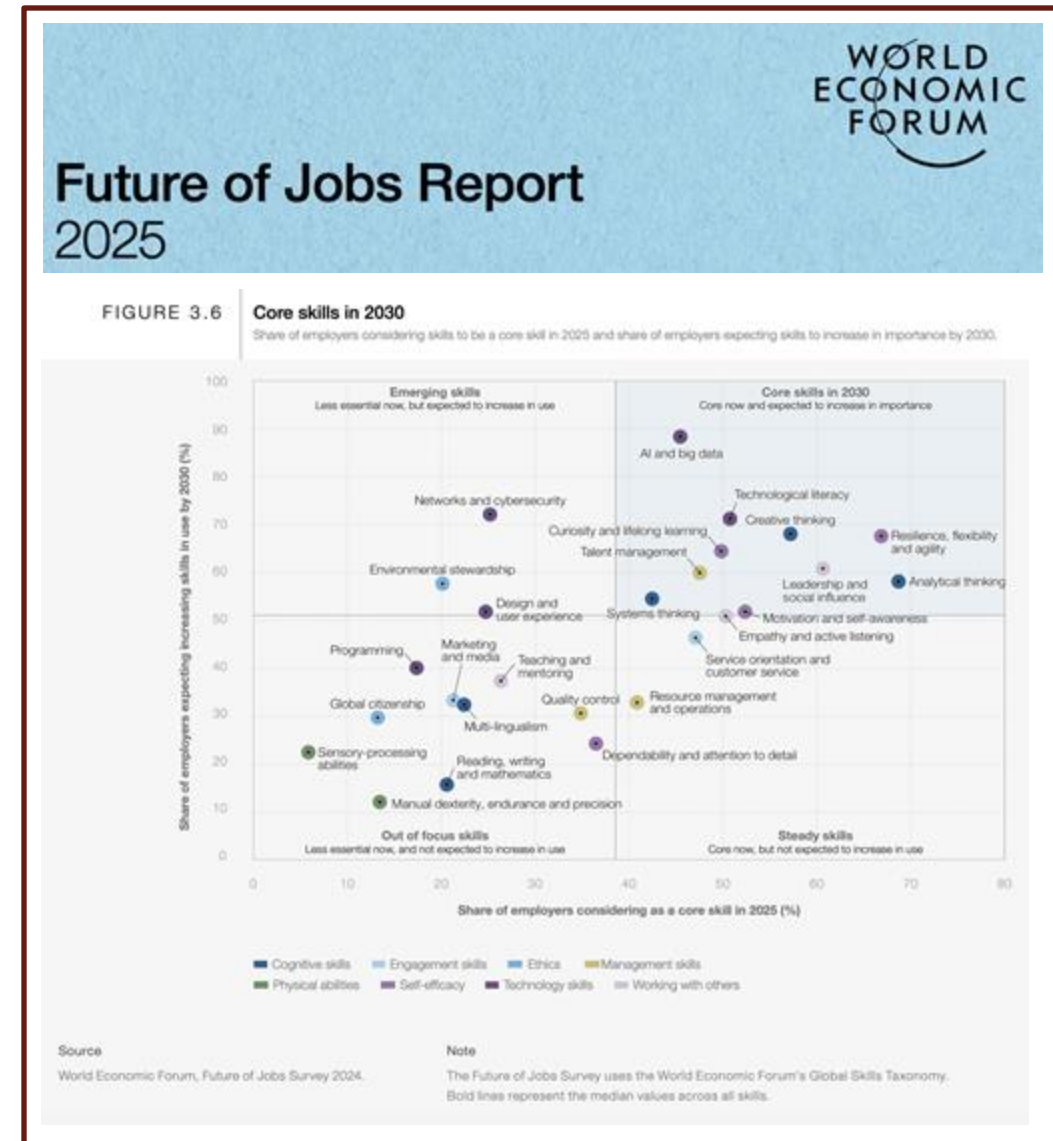 WORLD
ECONOMIC
FORUM
Future of Jobs Report
2025
FIGURE 3.6
Core skills in 2030
Share of employers considering skills to be a core skill in 2025 and share of employers expecting skills to increase in importance by 2030.
Share of employers expecting increasing skills in use by 2030 (%)
100
90
80
70
60
50
40
30
20
10
0
Emerging skills
Less essential now, but expected to increase in use
Core skills in 2030
Core now and expected to increase in importance
AI and big data
Networks and cybersecurity
Technological literacy
Creative thinking
Curiosity and lifelong learning
Resilience, flexibility
and agility
Talent management
Environmental stewardship
Leadership and
social influence
Analytical thinking
Design and
user experience
Systems thinking
Motivation and self-awareness
Empathy and active listening
Programming
Marketing
and media
Teaching and
mentoring
Service orientation and
customer service
Global citizenship
Quality control
Resource management
and operations
Multi-lingualism
Sensory-processing
abilities
Reading, writing
and mathematics
Dependability and attention to detail
Manual dexterity, endurance and precision
Out of focus skills
Less essential now, and not expected to increase in use
Steady skills
Core now, but not expected to increase in use
0
10
20
30
40
50
60
70
80
Share of employers considering as a core skill in 2025 (%)
Cognitive skills
Engagement skills
Ethics
Management skills
Physical abilities
Self-efficacy
Technology skills
Working with others
Source
World Economic Forum, Future of Jobs Survey 2024.
Note
The Future of Jobs Survey uses the World Economic Forum's Global Skills Taxonomy.
Bold lines represent the median values across all skills.